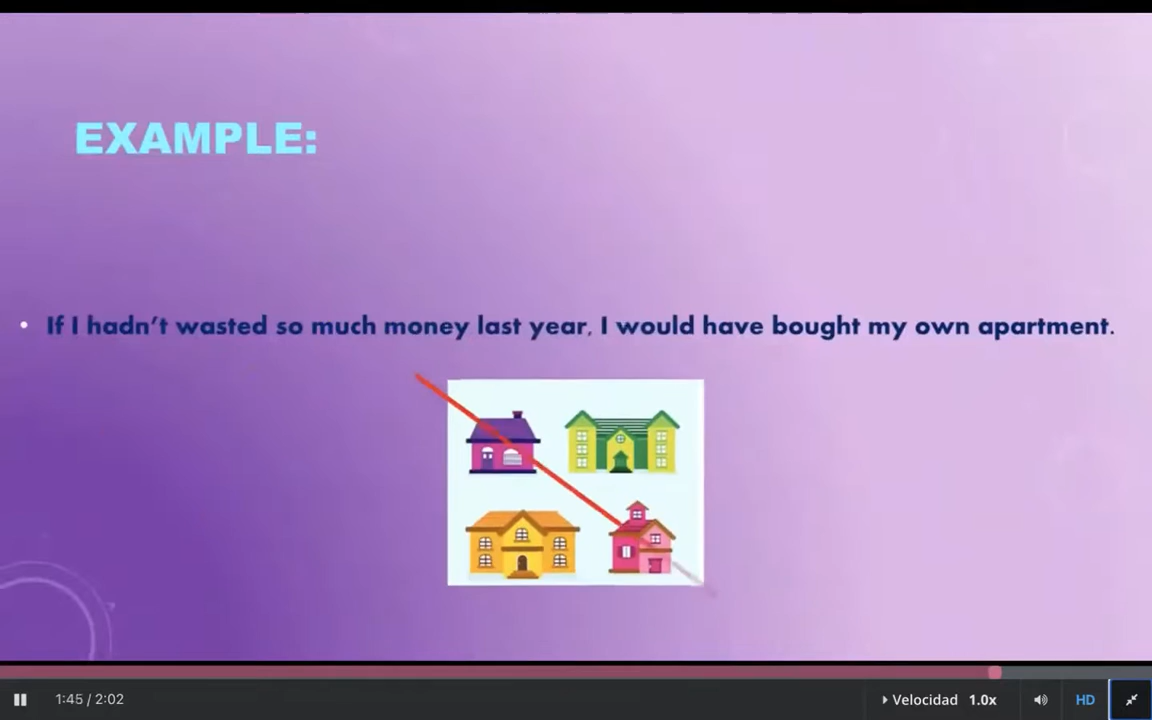 EXAMPLE:
• If I hadn't wasted so much money last year, I would have bought my own apartment.
1:45 / 2:02
Velocidad 1.0x
HD